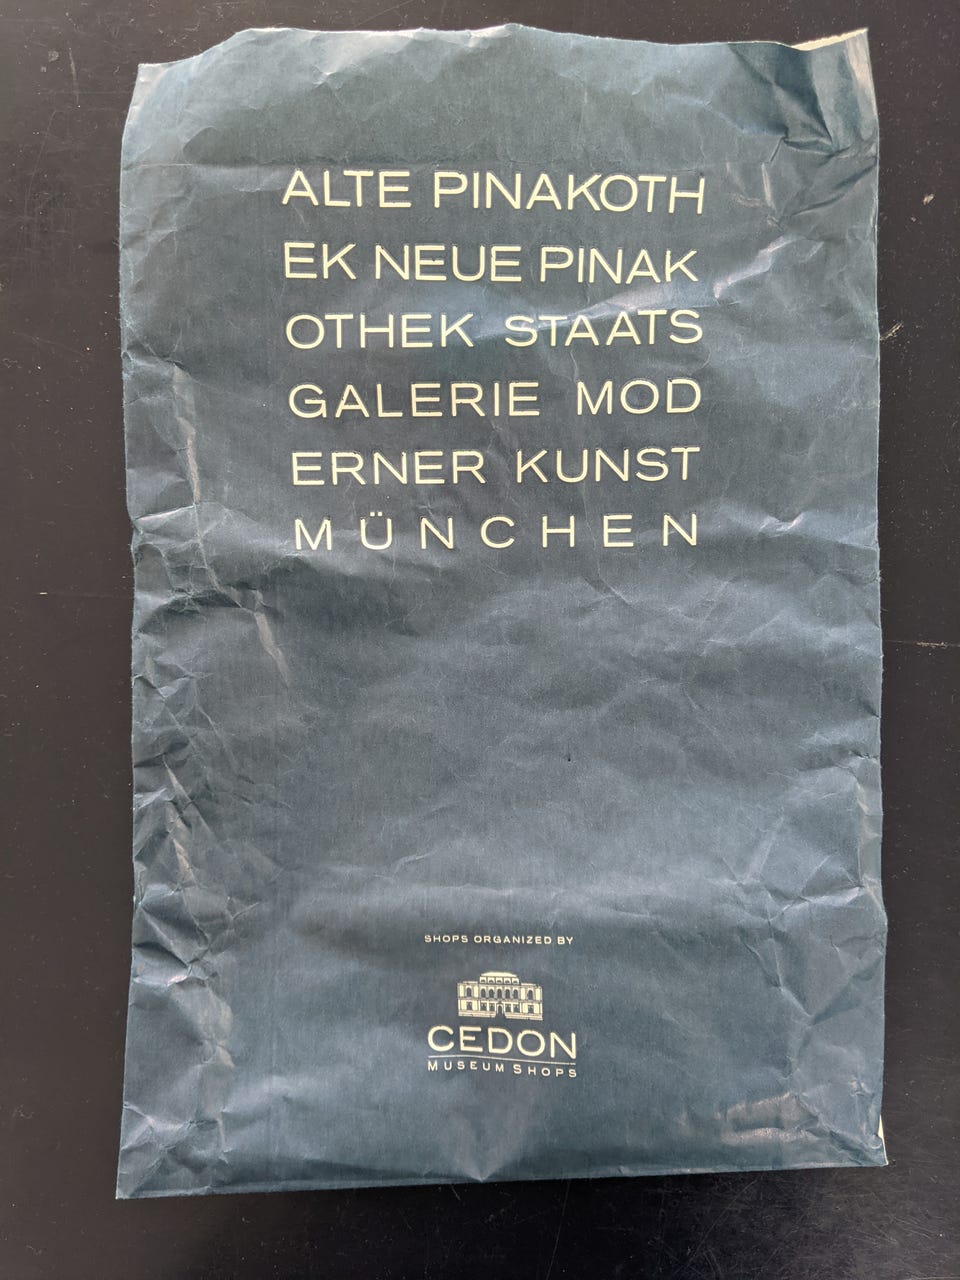 ALTE PINAKOTH
EK NEUE PINAK
OTHEK STAATS
GALERIE MOD
ERNER KUNST
MÜNCHEN
SHOPS ORGANIZED BY
CEDON
MUSEUM SHOPS